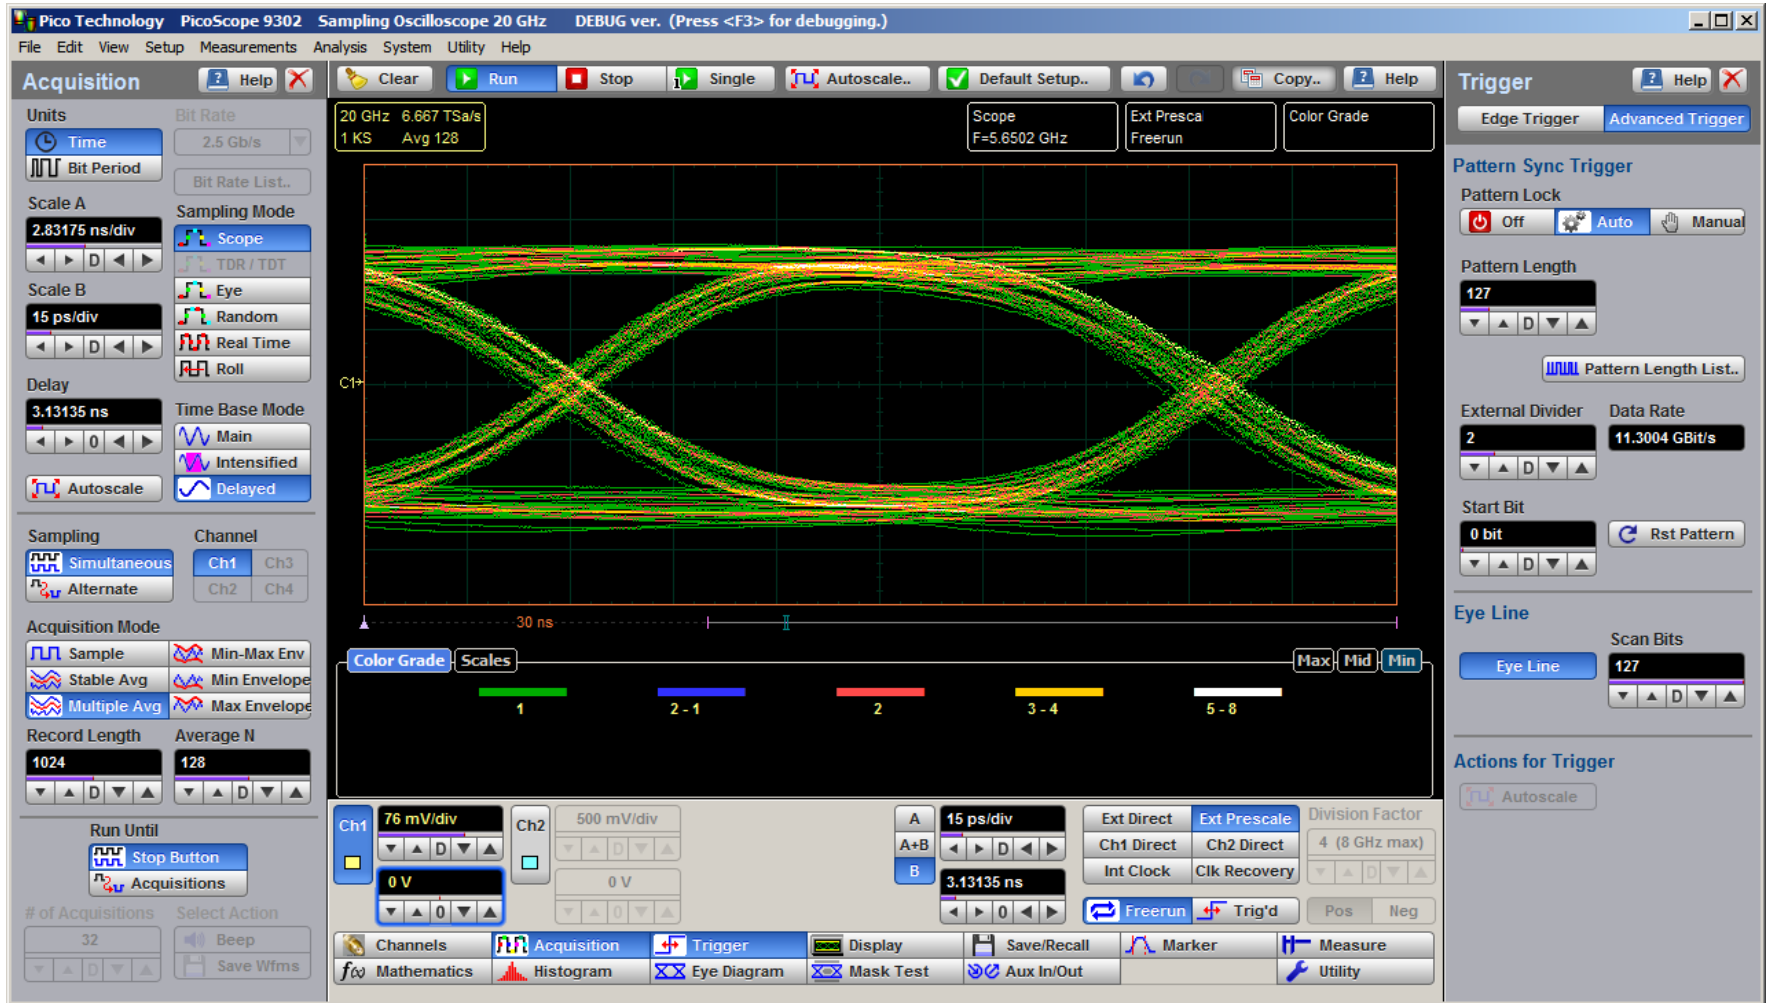 Pico Technology PicoScope 9302 Sampling Oscilloscope 20 GHz DEBUG ver. (Press <F3> for debugging.)
File Edit View Setup Measurements Analysis System Utility Help
Acquisition
Help
Units
Bit Rate
Time
2.5 Gb/s
Bit Period
Bit Rate List..
Scale A
Sampling Mode
2.83175 ns/div
Scope
D
TDR / TDT
Scale B
Eye
15 ps/div
Random
D
Real Time
Roll
Delay
3.13135 ns
Time Base Mode
0
Main
Intensified
Autoscale
Delayed
Sampling
Channel
Simultaneous
Ch1 Ch3
Alternate
Ch2 Ch4
Acquisition Mode
Sample
Min-Max Env
Stable Avg
Min Envelope
Multiple Avg
Max Envelope
Record Length
Average N
1024
128
D
D
Run Until
Stop Button
Acquisitions
# of Acquisitions
Select Action
32
Beep
D
Save Wfms
Clear
Run
Stop
1 Single
Autoscale..
Default Setup..
Copy..
Help
20 GHz 6.667 TSa/s
1 KS Avg 128
Scope
F=5.6502 GHz
Ext Presca
Freerun
Color Grade
C1
30 ns
Color Grade Scales
Max Mid Min
1
2 - 1
2
3 - 4
5 - 8
Ch1
76 mV/div
D
0 V
0
Ch2
500 mV/div
D
0 V
0
A
A+B
B
15 ps/div
D
3.13135 ns
0
Ext Direct
Ext Prescale
Ch1 Direct
Ch2 Direct
Int Clock
Clk Recovery
Freerun
Trig'd
Division Factor
4 (8 GHz max)
D
Pos Neg
Channels
Acquisition
Trigger
Display
Save/Recall
Marker
Measure
f(x) Mathematics
Histogram
Eye Diagram
Mask Test
Aux In/Out
Utility
Trigger
Help
Edge Trigger
Advanced Trigger
Pattern Sync Trigger
Pattern Lock
Off
Auto
Manual
Pattern Length
127
D
Pattern Length List..
External Divider
Data Rate
2
11.3004 GBit/s
D
Start Bit
0 bit
Rst Pattern
D
Eye Line
Scan Bits
Eye Line
127
D
Actions for Trigger
Autoscale